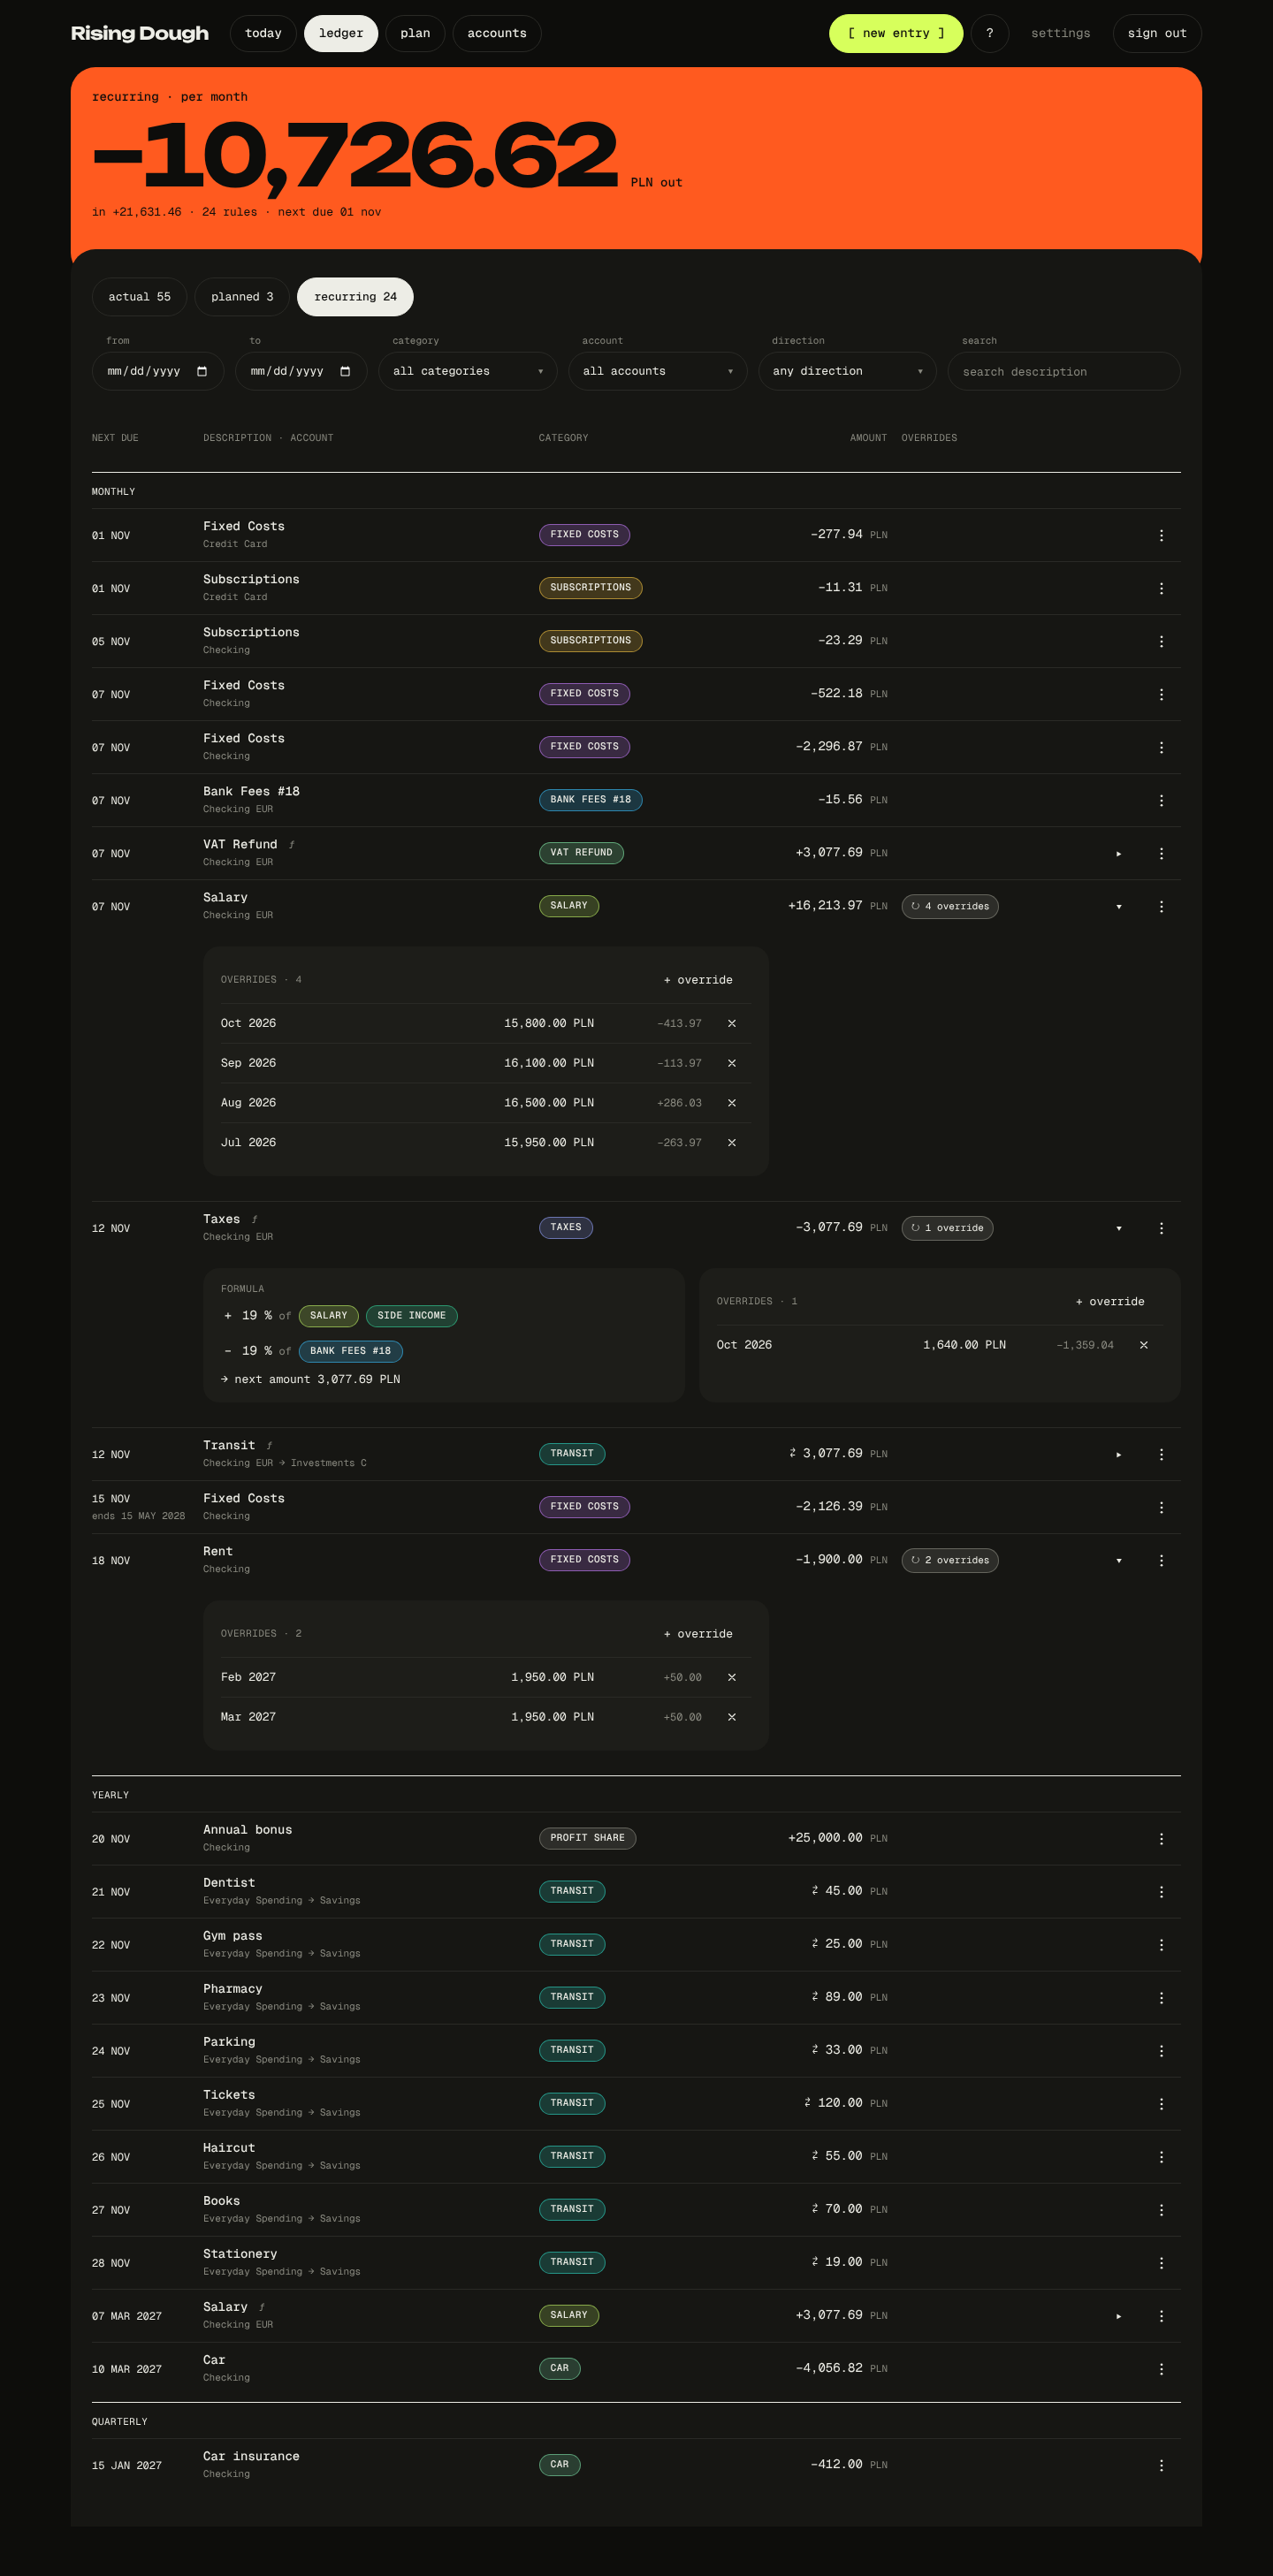 Rising Dough today ledger plan accounts [ new entry ] ? settings sign out
recurring · per month
−10,726.62 PLN out
in +21,631.46 · 24 rules · next due 01 nov
actual 55 planned 3 recurring 24
from to category account direction search
mm/dd/yyyy mm/dd/yyyy all categories all accounts any direction search description
NEXT DUE DESCRIPTION · ACCOUNT CATEGORY AMOUNT OVERRIDES
MONTHLY
01 NOV Fixed Costs FIXED COSTS −277.94 PLN
Credit Card
01 NOV Subscriptions SUBSCRIPTIONS −11.31 PLN
Credit Card
05 NOV Subscriptions SUBSCRIPTIONS −23.29 PLN
Checking
07 NOV Fixed Costs FIXED COSTS −522.18 PLN
Checking
07 NOV Fixed Costs FIXED COSTS −2,296.87 PLN
Checking
07 NOV Bank Fees #18 BANK FEES #18 −15.56 PLN
Checking EUR
07 NOV VAT Refund ƒ VAT REFUND +3,077.69 PLN
Checking EUR
07 NOV Salary SALARY +16,213.97 PLN 4 overrides
Checking EUR
OVERRIDES · 4 + override
Oct 2026 15,800.00 PLN −413.97 ×
Sep 2026 16,100.00 PLN −113.97 ×
Aug 2026 16,500.00 PLN +286.03 ×
Jul 2026 15,950.00 PLN −263.97 ×
12 NOV Taxes ƒ TAXES −3,077.69 PLN 1 override
Checking EUR
FORMULA
+ 19 % of SALARY SIDE INCOME
− 19 % of BANK FEES #18
→ next amount 3,077.69 PLN
OVERRIDES · 1 + override
Oct 2026 1,640.00 PLN −1,359.04 ×
12 NOV Transit ƒ TRANSIT ⇄ 3,077.69 PLN
Checking EUR → Investments C
15 NOV Fixed Costs FIXED COSTS −2,126.39 PLN
ends 15 MAY 2028 Checking
18 NOV Rent FIXED COSTS −1,900.00 PLN 2 overrides
Checking
OVERRIDES · 2 + override
Feb 2027 1,950.00 PLN +50.00 ×
Mar 2027 1,950.00 PLN +50.00 ×
YEARLY
20 NOV Annual bonus PROFIT SHARE +25,000.00 PLN
Checking
21 NOV Dentist TRANSIT ⇄ 45.00 PLN
Everyday Spending → Savings
22 NOV Gym pass TRANSIT ⇄ 25.00 PLN
Everyday Spending → Savings
23 NOV Pharmacy TRANSIT ⇄ 89.00 PLN
Everyday Spending → Savings
24 NOV Parking TRANSIT ⇄ 33.00 PLN
Everyday Spending → Savings
25 NOV Tickets TRANSIT ⇄ 120.00 PLN
Everyday Spending → Savings
26 NOV Haircut TRANSIT ⇄ 55.00 PLN
Everyday Spending → Savings
27 NOV Books TRANSIT ⇄ 70.00 PLN
Everyday Spending → Savings
28 NOV Stationery TRANSIT ⇄ 19.00 PLN
Everyday Spending → Savings
07 MAR 2027 Salary ƒ SALARY +3,077.69 PLN
Checking EUR
10 MAR 2027 Car CAR −4,056.82 PLN
Checking
QUARTERLY
15 JAN 2027 Car insurance CAR −412.00 PLN
Checking